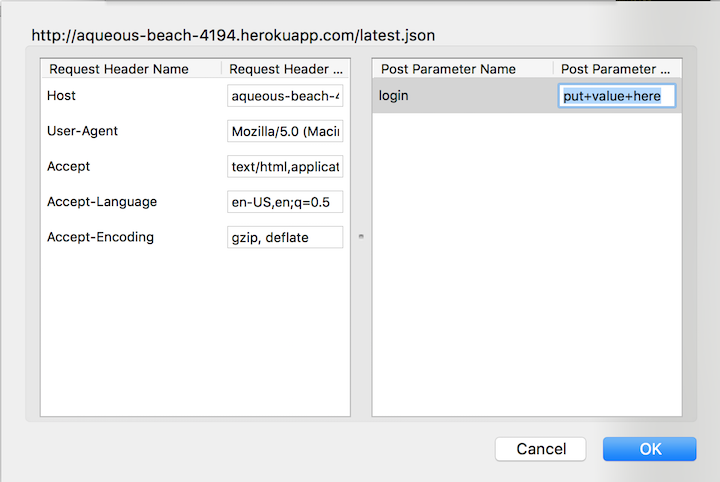 http://aqueous-beach-4194.herokuapp.com/latest.json
Request Header Name Request Header ...
Host aqueous-beach-4
User-Agent Mozilla/5.0 (Macin
Accept text/html,applicat
Accept-Language en-US,en;q=0.5
Accept-Encoding gzip, deflate
Post Parameter Name Post Parameter ...
login put+value+here
Cancel OK